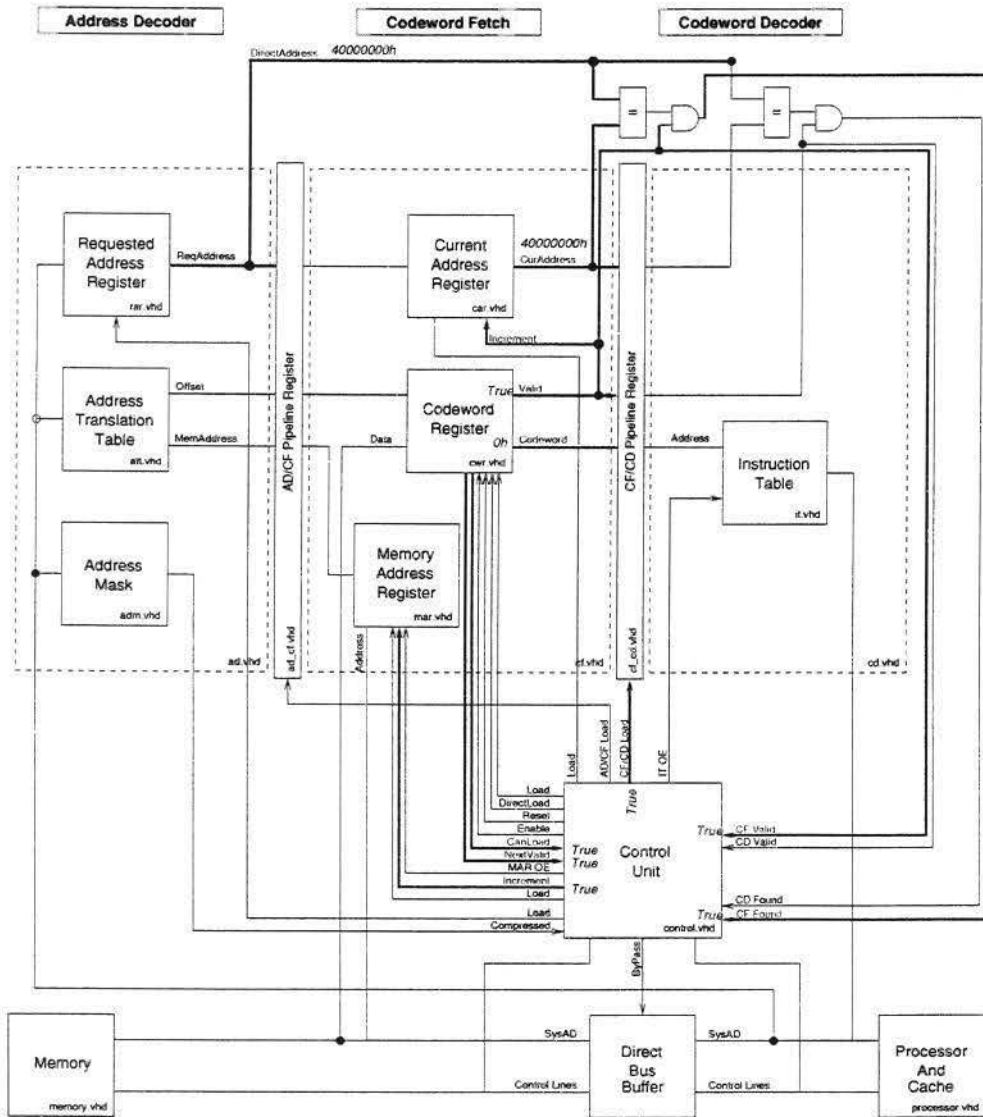 Address Decoder
Codeword Fetch
Codeword Decoder
DirectAddress
40000000h
=
=
Requested
Address
Register
rar.vhd
ReqAddress
Current
Address
Register
car.vhd
40000000h
CurAddress
Increment
Address
Translation
Table
att.vhd
Offset
MemAddress
AD/CF Pipeline Register
ad_cf.vhd
Data
Codeword
Register
cwr.vhd
True
Valid
0h
Codeword
CF/CD Pipeline Register
cf_cd.vhd
Address
Instruction
Table
it.vhd
Address
Mask
adm.vhd
Memory
Address
Register
mar.vhd
Address
ad.vhd
cf.vhd
cd.vhd
Load
AD/CF Load
CF/CD Load
IT OE
Load
DirectLoad
Reset
Enable
CanLoad
NextValid
MAR OE
Increment
Load
Load
Compressed
True
True
True
True
True
True
Control
Unit
control.vhd
CF Valid
CD Valid
CD Found
CF Found
ByPass
Memory
memory.vhd
SysAD
Control Lines
Direct
Bus
Buffer
SysAD
Control Lines
Processor
And
Cache
processor.vhd